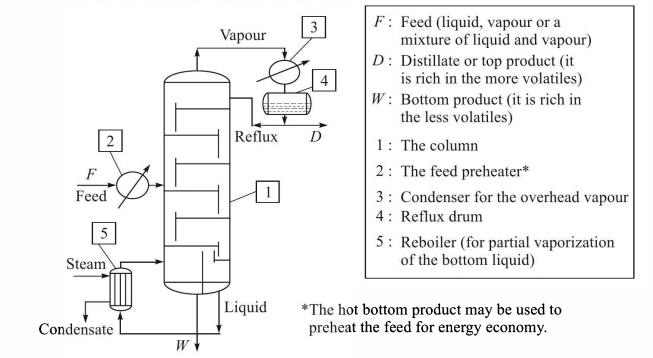 Vapour
3
4
Reflux
D
2
F
Feed
1
5
Steam
Liquid
Condensate
W
F : Feed (liquid, vapour or a
mixture of liquid and vapour)
D : Distillate or top product (it
is rich in the more volatiles)
W : Bottom product (it is rich in
the less volatiles)
1 : The column
2 : The feed preheater*
3 : Condenser for the overhead vapour
4 : Reflux drum
5 : Reboiler (for partial vaporization
of the bottom liquid)
*The hot bottom product may be used to
preheat the feed for energy economy.